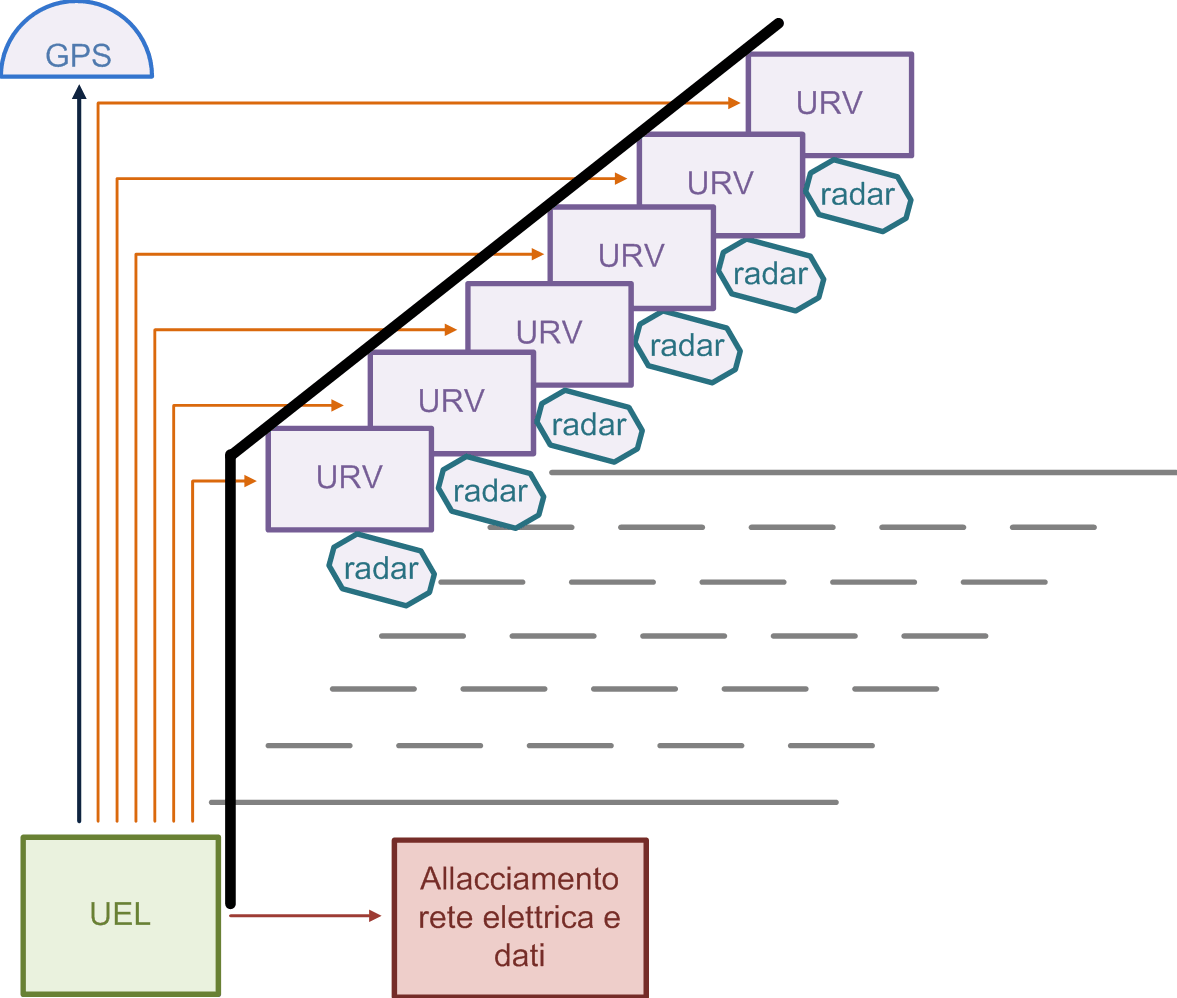 GPS
URV
URV
radar
URV
radar
URV
radar
URV
radar
URV
radar
radar
UEL
Allacciamento
rete elettrica e
dati